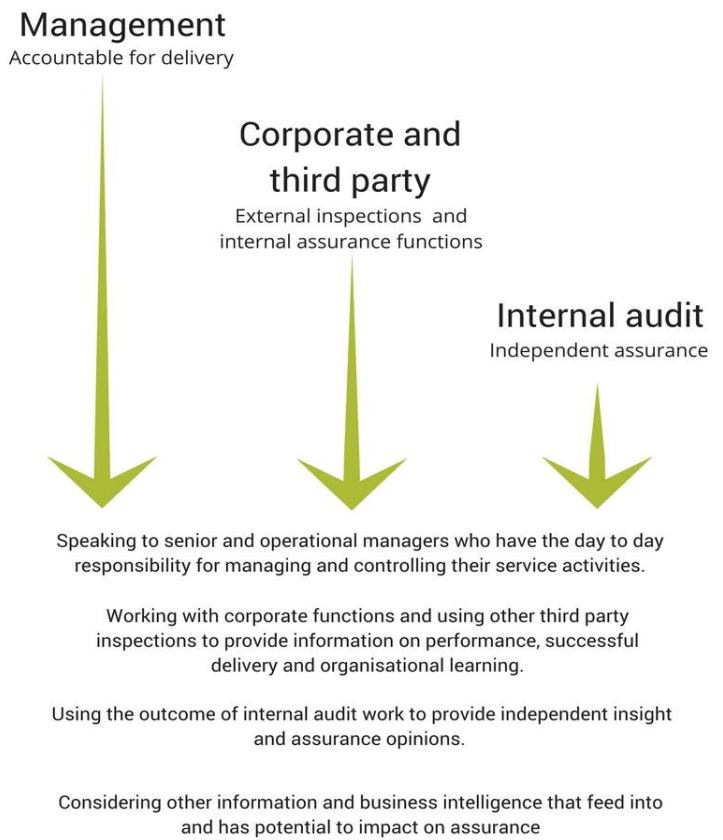 Management
Accountable for delivery
Corporate and
third party
External inspections and
internal assurance functions
Internal audit
Independent assurance
Speaking to senior and operational managers who have the day to day
responsibility for managing and controlling their service activities.
Working with corporate functions and using other third party
inspections to provide information on performance, successful
delivery and organisational learning.
Using the outcome of internal audit work to provide independent insight
and assurance opinions.
Considering other information and business intelligence that feed into
and has potential to impact on assurance